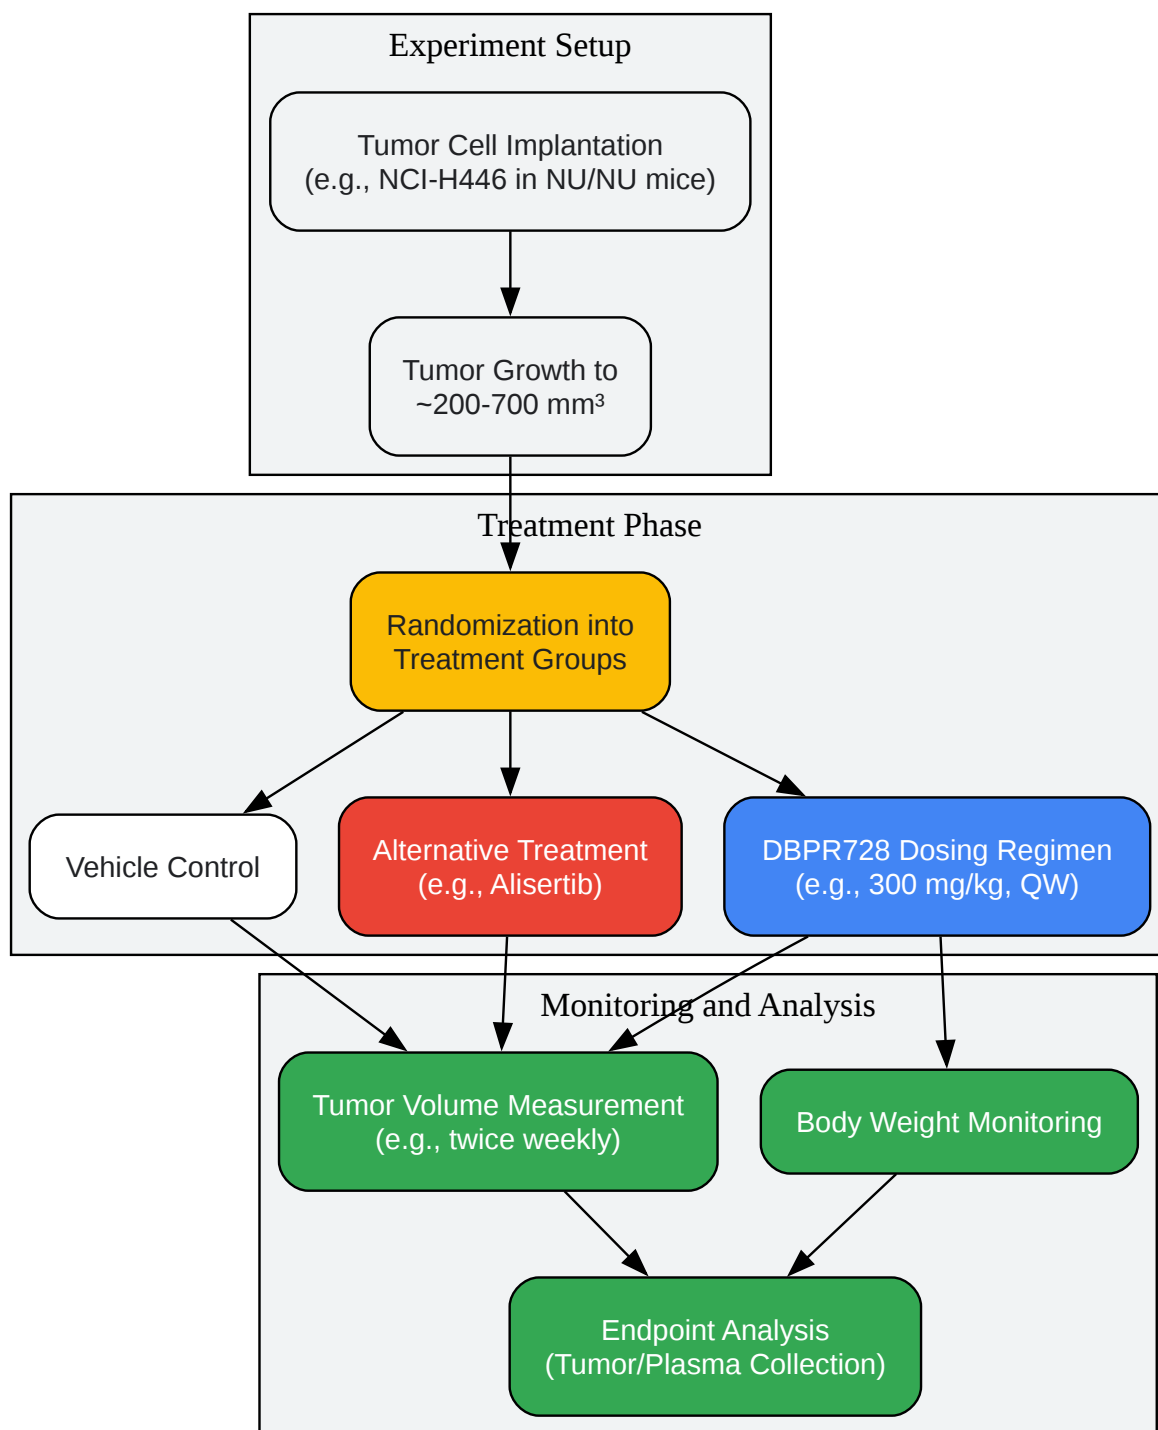 Experiment Setup
Tumor Cell Implantation
(e.g., NCI-H446 in NU/NU mice)
Tumor Growth to
~200-700 mm³
Treatment Phase
Randomization into
Treatment Groups
Vehicle Control
Alternative Treatment
(e.g., Alisertib)
DBPR728 Dosing Regimen
(e.g., 300 mg/kg, QW)
Monitoring and Analysis
Tumor Volume Measurement
(e.g., twice weekly)
Body Weight Monitoring
Endpoint Analysis
(Tumor/Plasma Collection)